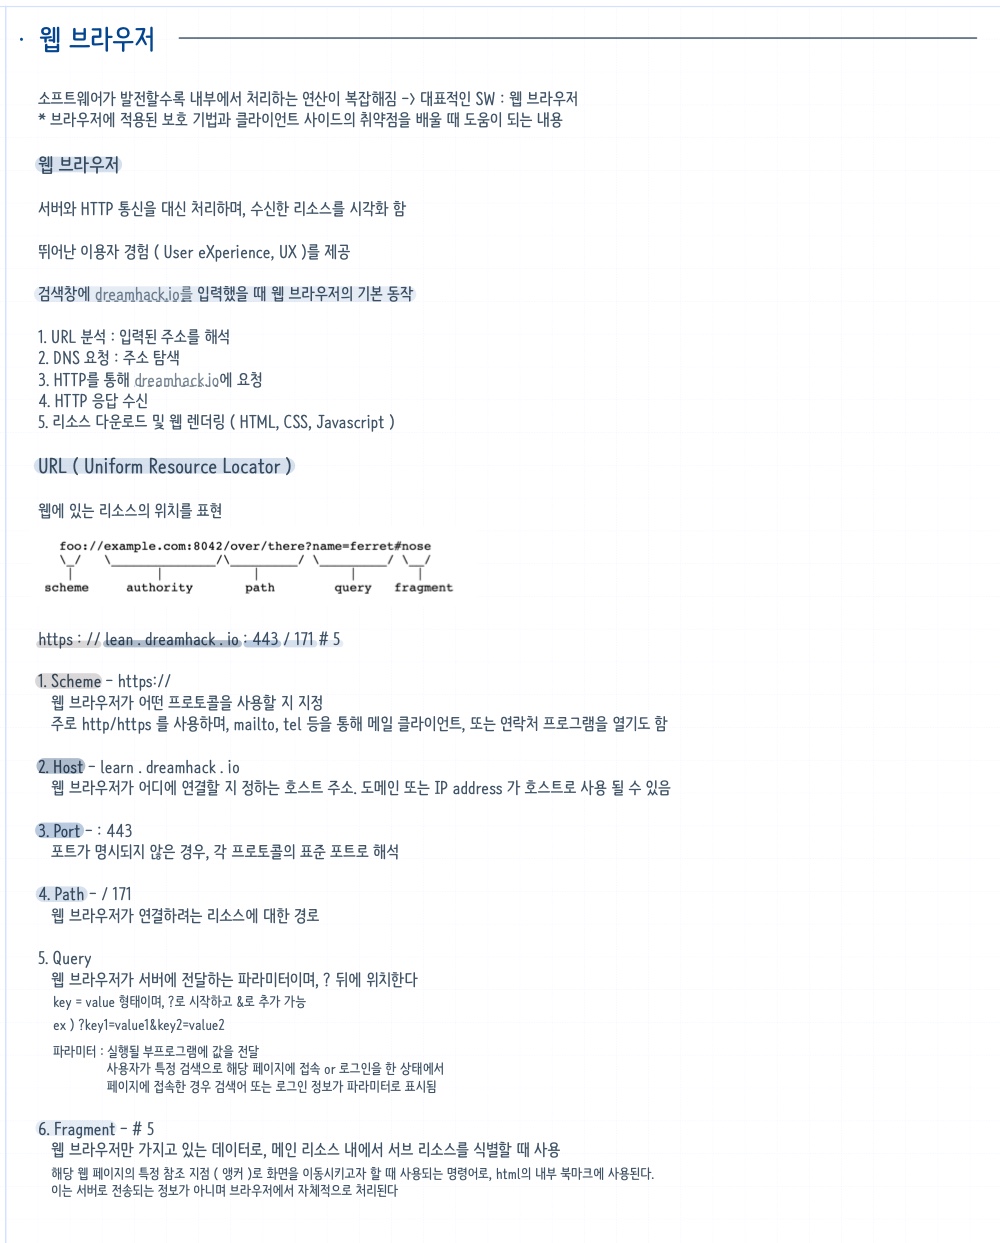 · 웹 브라우저
소프트웨어가 발전할수록 내부에서 처리하는 연산이 복잡해짐 -> 대표적인 SW : 웹 브라우저
* 브라우저에 적용된 보호 기법과 클라이언트 사이드의 취약점을 배울 때 도움이 되는 내용
웹 브라우저
서버와 HTTP 통신을 대신 처리하며, 수신한 리소스를 시각화 함
뛰어난 이용자 경험 ( User eXperience, UX )를 제공
검색창에 dreamhack.io를 입력했을 때 웹 브라우저의 기본 동작
1. URL 분석 : 입력된 주소를 해석
2. DNS 요청 : 주소 탐색
3. HTTP를 통해 dreamhack.io에 요청
4. HTTP 응답 수신
5. 리소스 다운로드 및 웹 렌더링 ( HTML, CSS, Javascript )
URL ( Uniform Resource Locator )
웹에 있는 리소스의 위치를 표현
foo://example.com:8042/over/there?name=ferret#nose
\_/ \______________/\_________/ \_________/ \__/
| | | | |
scheme authority path query fragment
https : // lean . dreamhack . io : 443 / 171 # 5
1. Scheme - https://
웹 브라우저가 어떤 프로토콜을 사용할 지 지정
주로 http/https 를 사용하며, mailto, tel 등을 통해 메일 클라이언트, 또는 연락처 프로그램을 열기도 함
2. Host - learn . dreamhack . io
웹 브라우저가 어디에 연결할 지 정하는 호스트 주소. 도메인 또는 IP address 가 호스트로 사용 될 수 있음
3. Port - : 443
포트가 명시되지 않은 경우, 각 프로토콜의 표준 포트로 해석
4. Path - / 171
웹 브라우저가 연결하려는 리소스에 대한 경로
5. Query
웹 브라우저가 서버에 전달하는 파라미터이며, ? 뒤에 위치한다
key = value 형태이며, ?로 시작하고 &로 추가 가능
ex ) ?key1=value1&key2=value2
파라미터 : 실행될 부프로그램에 값을 전달
사용자가 특정 검색으로 해당 페이지에 접속 or 로그인을 한 상태에서
페이지에 접속한 경우 검색어 또는 로그인 정보가 파라미터로 표시됨
6. Fragment - # 5
웹 브라우저만 가지고 있는 데이터로, 메인 리소스 내에서 서브 리소스를 식별할 때 사용
해당 웹 페이지의 특정 참조 지점 ( 앵커 )로 화면을 이동시키고자 할 때 사용되는 명령어로, html의 내부 북마크에 사용된다.
이는 서버로 전송되는 정보가 아니며 브라우저에서 자체적으로 처리된다